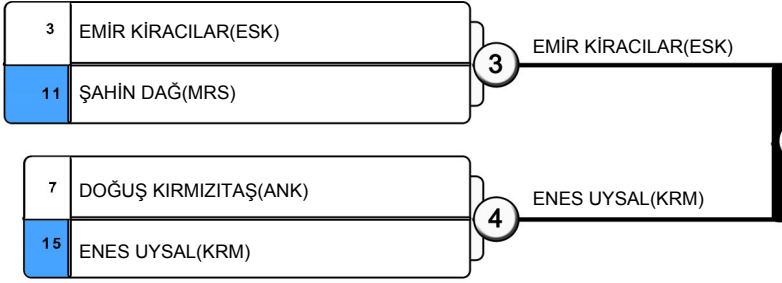 3 EMİR KİRACILAR(ESK)
11 ŞAHİN DAĞ(MRS)
3 EMİR KİRACILAR(ESK)
7 DOĞUŞ KIRMIZITAŞ(ANK)
15 ENES UYSAL(KRM)
4 ENES UYSAL(KRM)